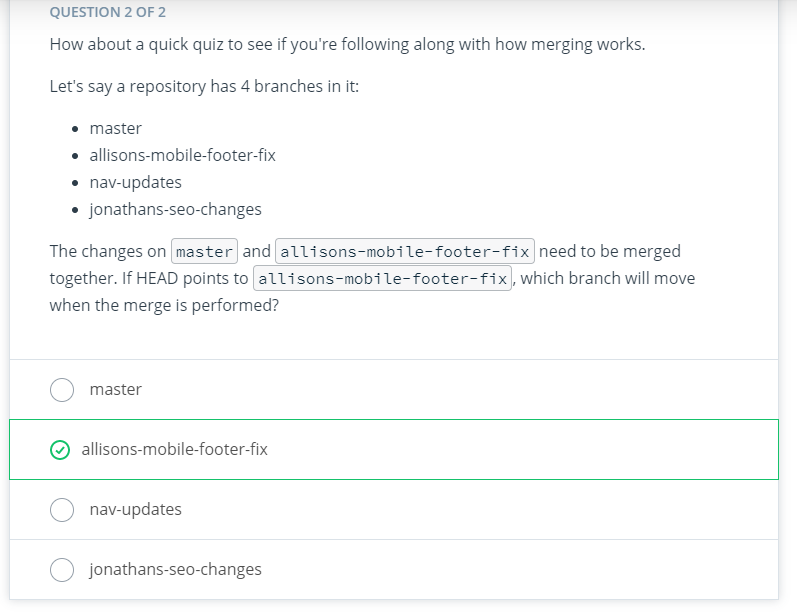 QUESTION 2 OF 2
How about a quick quiz to see if you're following along with how merging works.
Let's say a repository has 4 branches in it:
• master
• allisons-mobile-footer-fix
• nav-updates
• jonathans-seo-changes
The changes on master and allisons-mobile-footer-fix need to be merged
together. If HEAD points to allisons-mobile-footer-fix, which branch will move
when the merge is performed?
master
allisons-mobile-footer-fix
nav-updates
jonathans-seo-changes